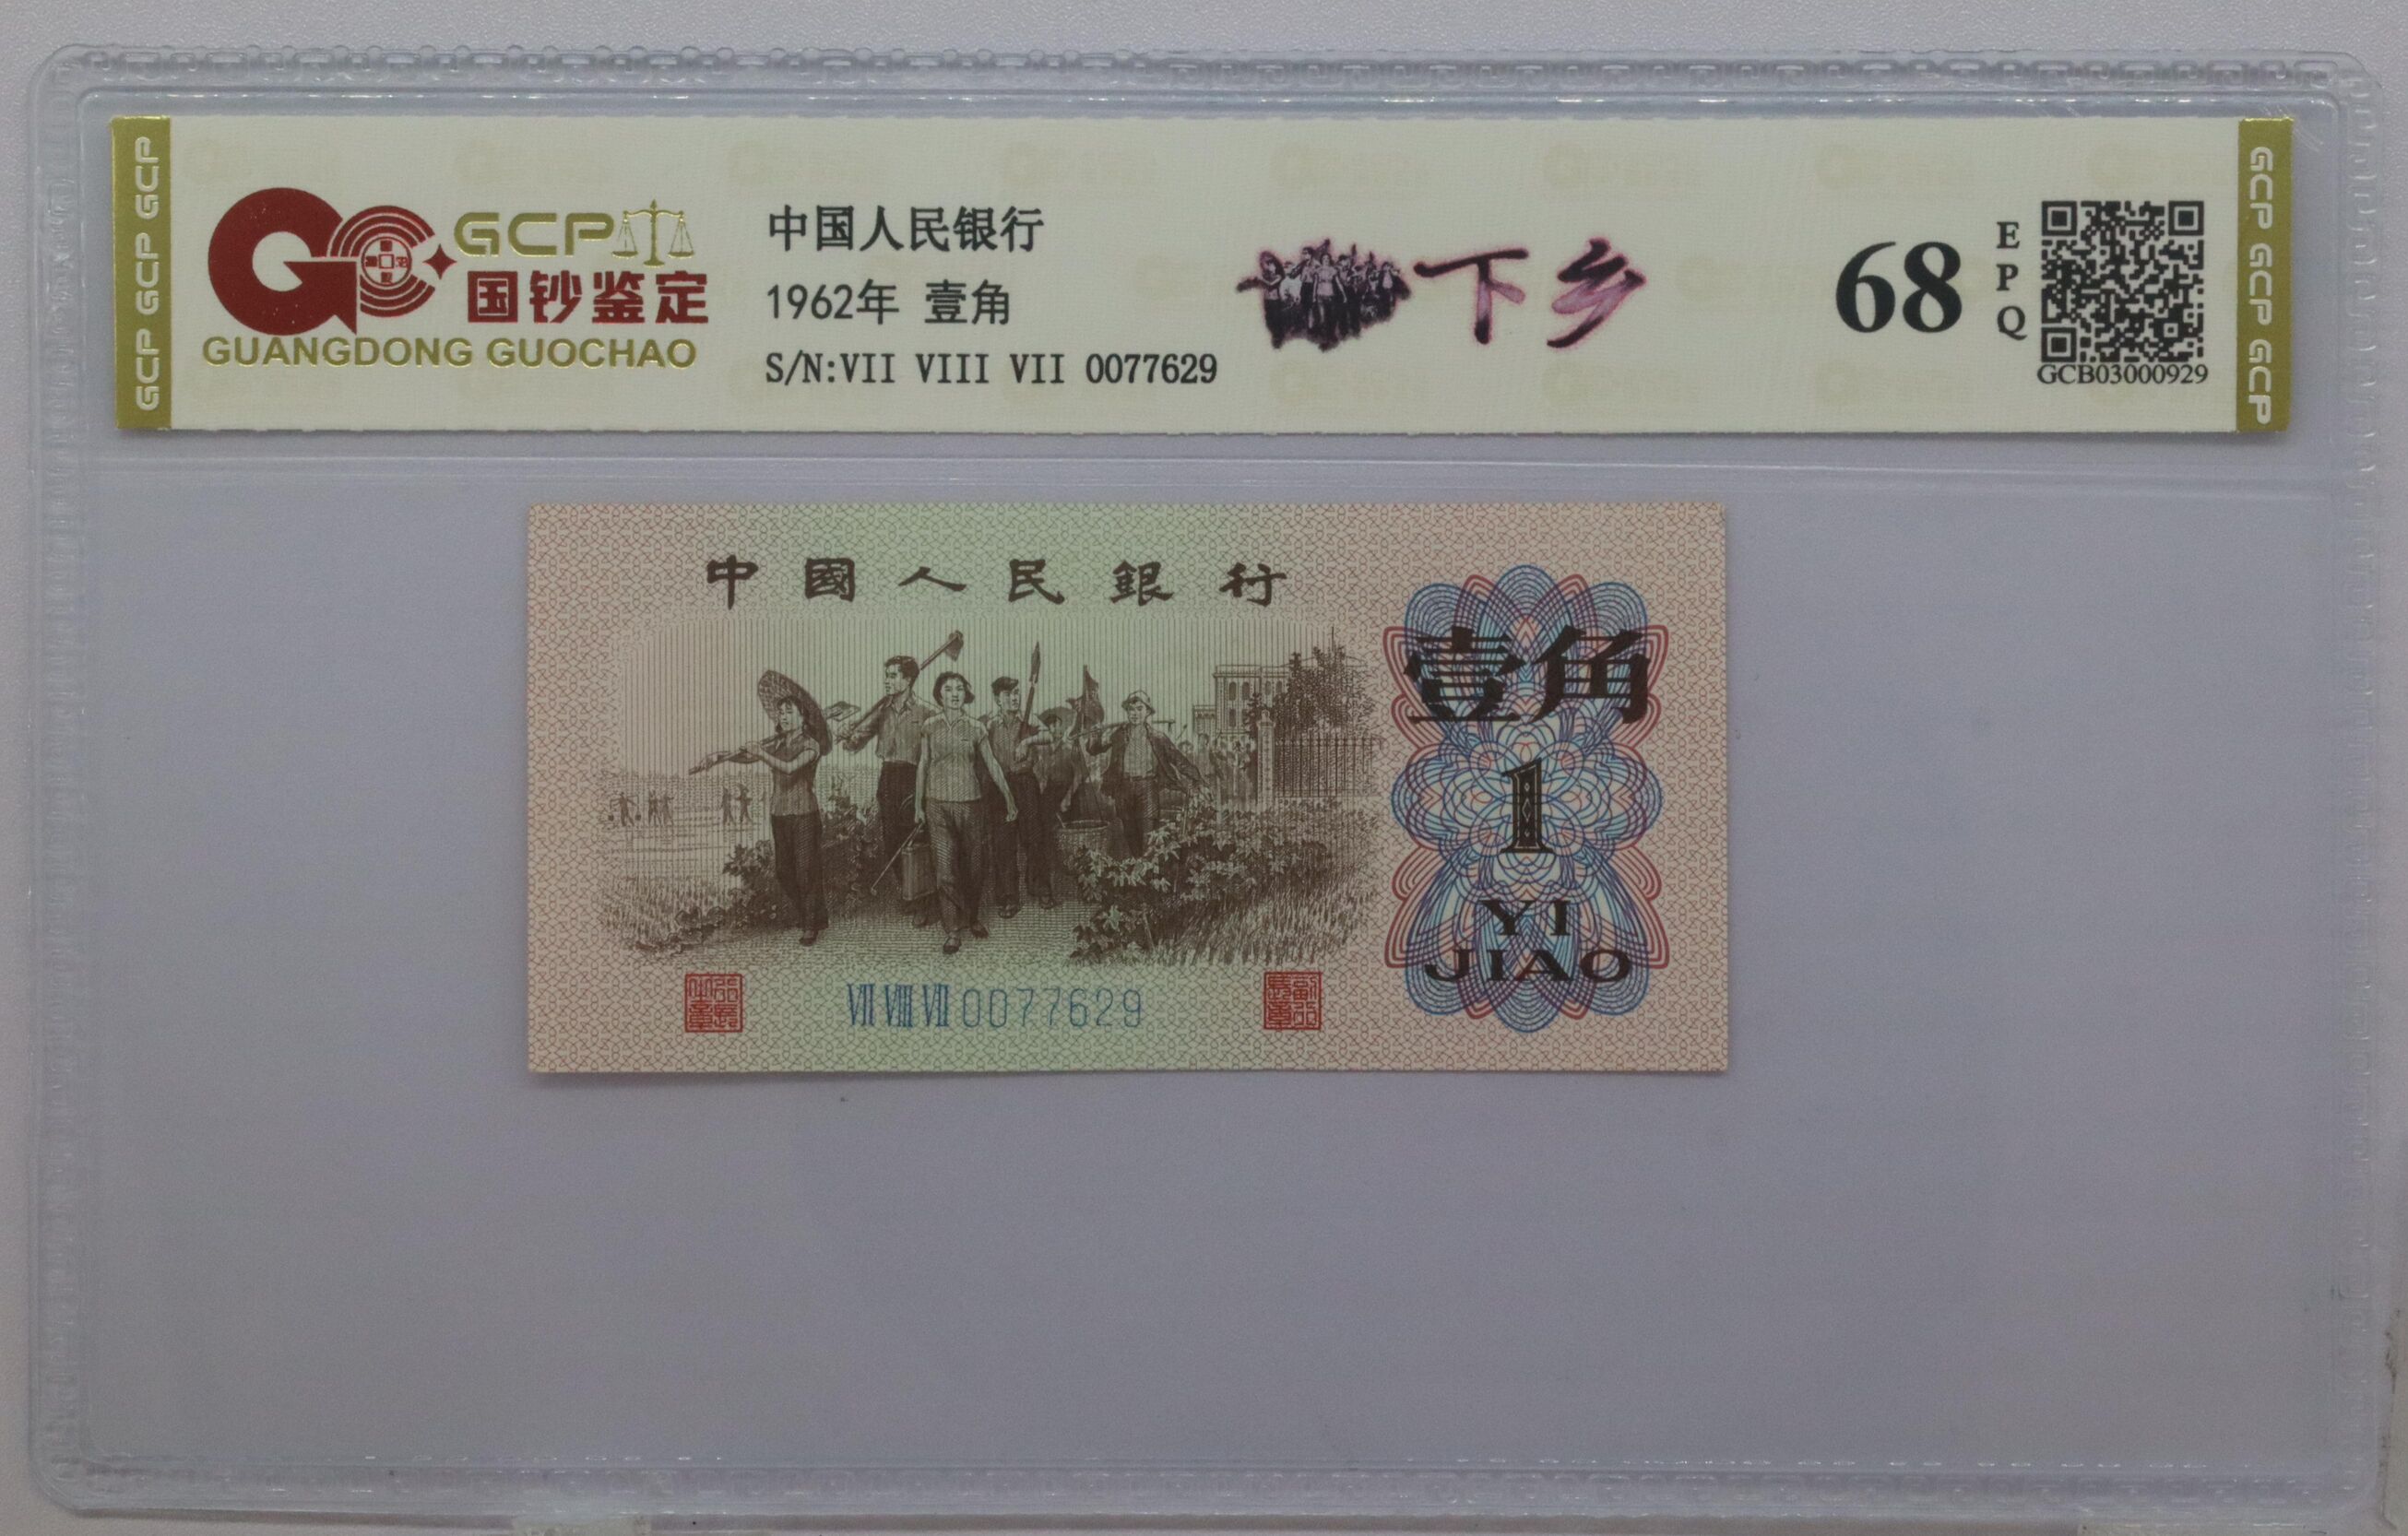 GCP GCP GCP
GCP
国钞鉴定
GUANGDONG GUOCHAO
中国人民银行
1962年 壹角
S/N:VII VIII VII 0077629
下乡
68
EPQ
GCB03000929
GCP GCP GCP
中國人民銀行
壹角
1
YI
JIAO
VII VIII VII 0077629